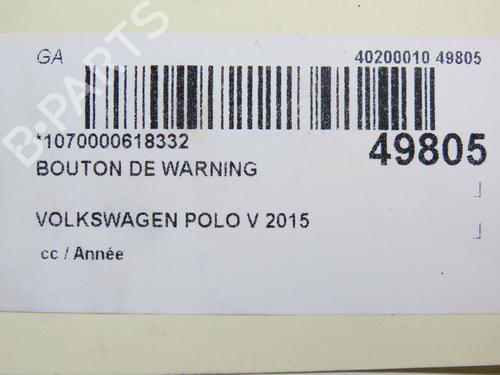 GA
40200010 49805
*1070000618332
49805
BOUTON DE WARNING
VOLKSWAGEN POLO V 2015
cc / Année
B-PARTS